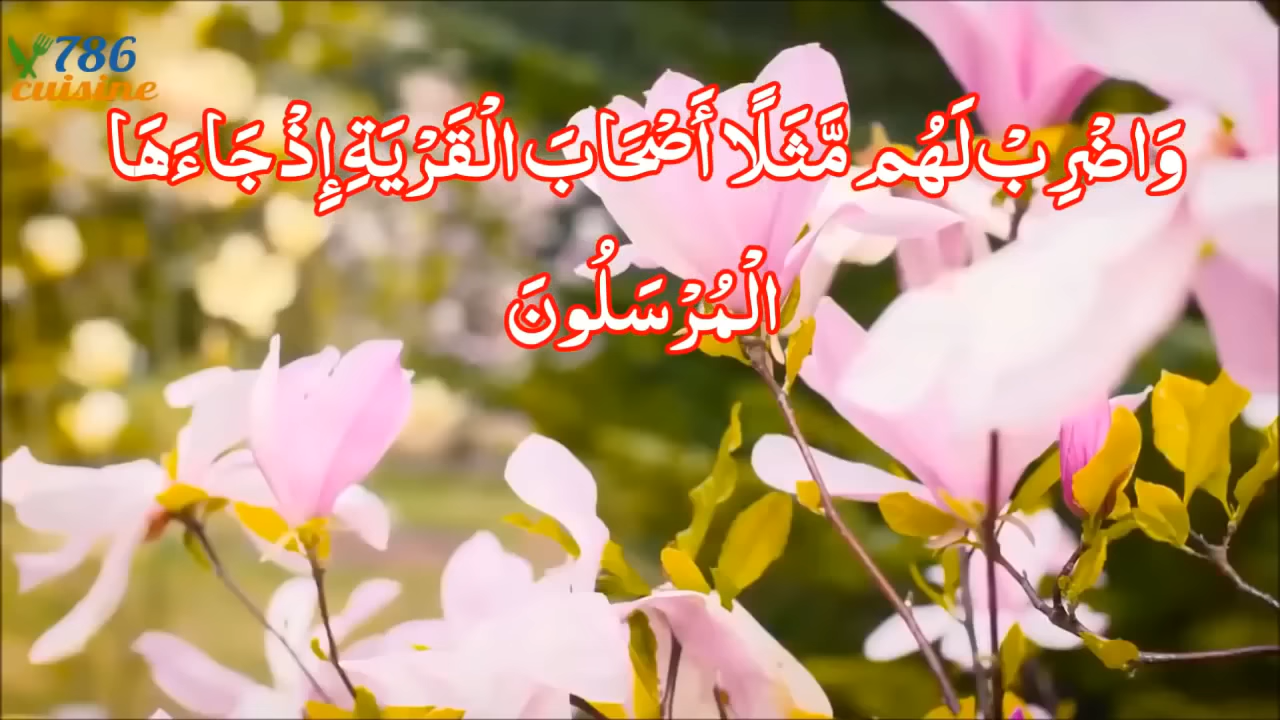 786
cuisine
وَاضْرِبْ لَهُم مَّثَلًا أَصْحَابَ الْقَرْيَةِ إِذْ جَاءَهَا
الْمُرْسَلُونَ